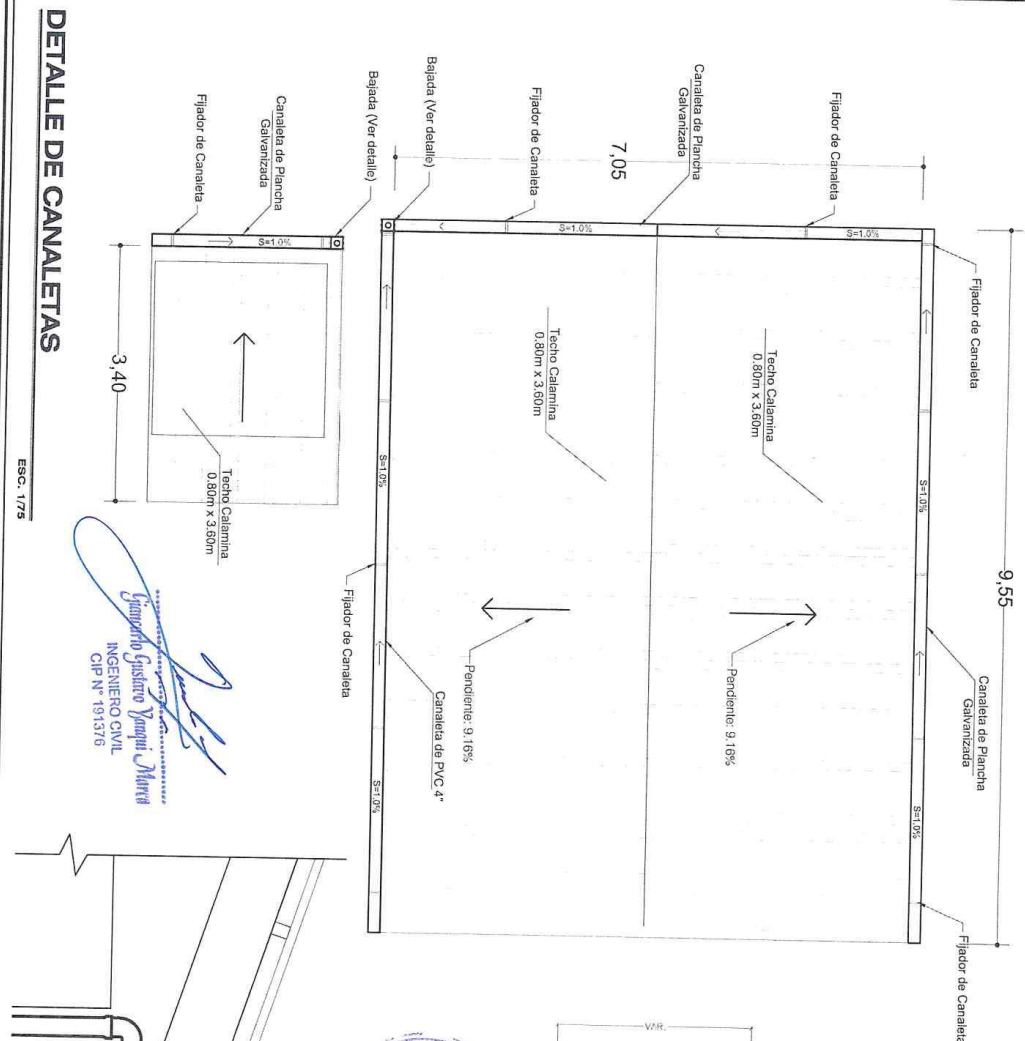 9,55
Canaleta de Plancha
Galvanizada
Fijador de Canaleta
Fijador de Canaleta
S=1.0%
S=1.0%
Fijador de Canaleta
S=1.0%
Techo Calamina
0.80m x 3.60m
Pendiente: 9.16%
Canaleta de Plancha
Galvanizada
7,05
Fijador de Canaleta
S=1.0%
Techo Calamina
0.80m x 3.60m
Pendiente: 9.16%
Canaleta de PVC 4"
Bajada (Ver detalle)
S=1.0%
S=1.0%
Fijador de Canaleta
Bajada (Ver detalle)
Canaleta de Plancha
Galvanizada
S=1.0%
Fijador de Canaleta
Techo Calamina
0.80m x 3.60m
3,40
DETALLE DE CANALETAS
ESC. 1/75
Giancarlo Gustavo Yanqui Marca
INGENIERO CIVIL
CIP N° 191376
VAR.